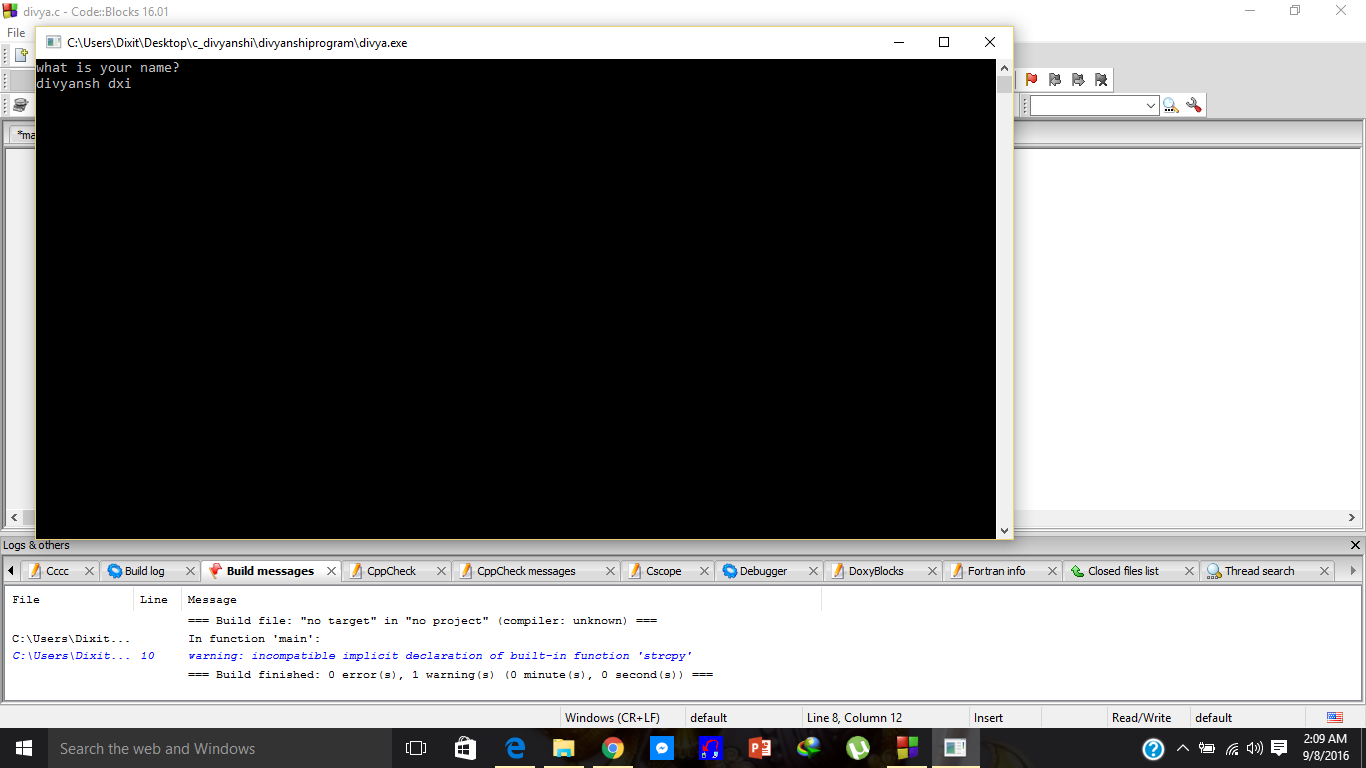 divya.c - Code::Blocks 16.01
File
C:\Users\Dixit\Desktop\c_divyanshi\divyanshiprogram\divya.exe
what is your name?
divyansh dxi
*ma
Logs & others
Cccc Build log Build messages CppCheck CppCheck messages Cscope Debugger DoxyBlocks Fortran info Closed files list Thread search
File Line Message
=== Build file: "no target" in "no project" (compiler: unknown) ===
C:\Users\Dixit... In function 'main':
C:\Users\Dixit... 10 warning: incompatible implicit declaration of built-in function 'strcpy'
=== Build finished: 0 error(s), 1 warning(s) (0 minute(s), 0 second(s)) ===
Windows (CR+LF) default Line 8, Column 12 Insert Read/Write default
Search the web and Windows
2:09 AM
9/8/2016